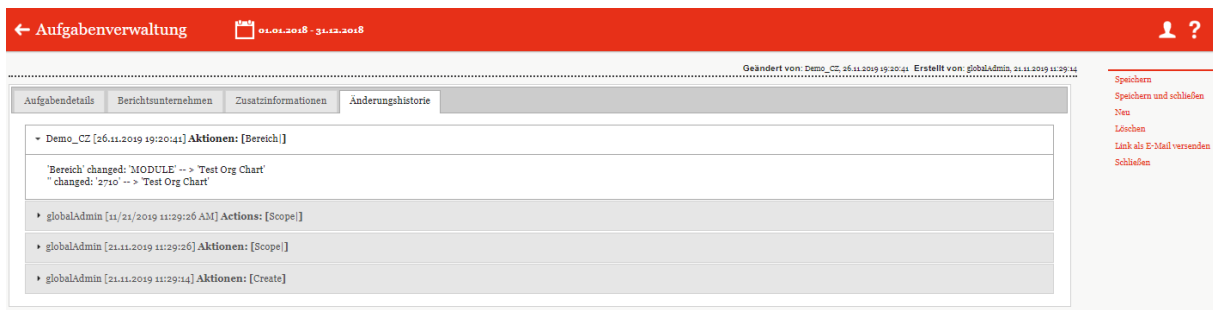 ← Aufgabenverwaltung 01.01.2018 - 31.12.2018 ?
Geändert von: Demo_CZ, 26.11.2019 19:20:41 Erstellt von: globalAdmin, 21.11.2019 11:29:14
Aufgabendetails Berichtsunternehmen Zusatzinformationen Änderungshistorie
Demo_CZ [26.11.2019 19:20:41] Aktionen: [Bereich|]
'Bereich' changed: 'MODULE' -- > 'Test Org Chart'
'' changed: '2710' -- > 'Test Org Chart'
globalAdmin [11/21/2019 11:29:26 AM] Actions: [Scope|]
globalAdmin [21.11.2019 11:29:26] Aktionen: [Scope|]
globalAdmin [21.11.2019 11:29:14] Aktionen: [Create]
Speichern
Speichern und schließen
Neu
Löschen
Link als E-Mail versenden
Schließen